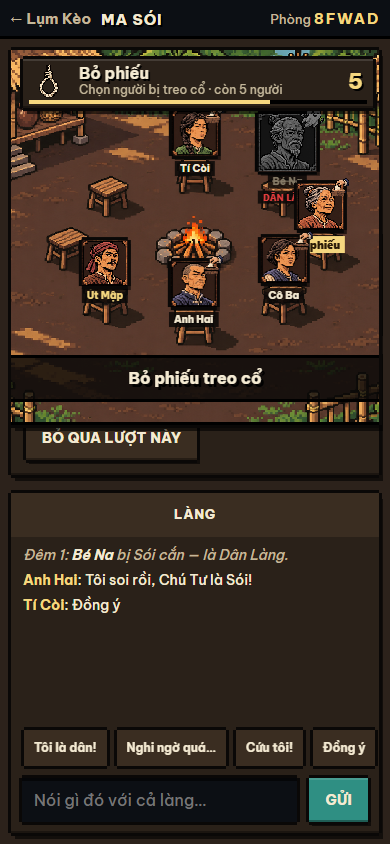 ← Lụm Kèo MA SÓI Phòng 8FWAD
Bỏ phiếu
Chọn người bị treo cổ · còn 5 người
5
Tí Còi
Bé Na
DÂN LÀ
phiếu
Út Mập
Cô Ba
Anh Hai
Bỏ phiếu treo cổ
BỎ QUA LƯỢT NÀY
LÀNG
Đêm 1: Bé Na bị Sói cắn — là Dân Làng.
Anh Hai: Tôi soi rồi, Chú Tư là Sói!
Tí Còi: Đồng ý
Tôi là dân!
Nghi ngờ quá...
Cứu tôi!
Đồng ý
Nói gì đó với cả làng...
GỬI